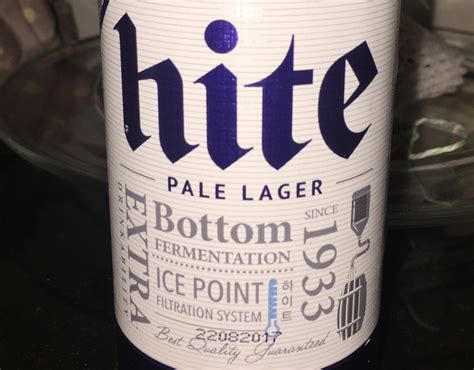 hite
PALE LAGER
EXTRA
DRINKABILITY
Bottom
FERMENTATION
ICE POINT
FILTRATION SYSTEM
하이트
SINCE
1933
22082017
Best Quality Guaranteed